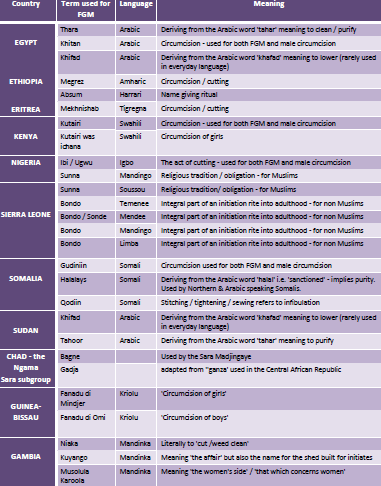 Country Term used for FGM Language Meaning
EGYPT
Thara Arabic Deriving from the Arabic word 'tahar' meaning to clean / purify
Khitan Arabic Circumcision - used for both FGM and male circumcision
Khifad Arabic Deriving from the Arabic word 'khafad' meaning to lower (rarely used
in everyday language)
ETHIOPIA
Megrez Amharic Circumcision / cutting
Absum Harrari Name giving ritual
ERITREA
Mekhnishab Tigregna Circumcision / cutting
KENYA
Kutairi Swahili Circumcision - used for both FGM and male circumcision
Kutairi was Swahili Circumcision of girls
ichana
NIGERIA
Ibi / Ugwu Igbo The act of cutting - used for both FGM and male circumcision
Sunna Mandingo Religious tradition / obligation - for Muslims
SIERRA LEONE
Sunna Soussou Religious tradition/ obligation - for Muslims
Bondo Temenee Integral part of an initiation rite into adulthood - for non Muslims
Bondo / Sonde Mendee Integral part of an initiation rite into adulthood - for non Muslims
Bondo Mandingo Integral part of an initiation rite into adulthood - for non Muslims
Bondo Limba Integral part of an initiation rite into adulthood - for non Muslims
SOMALIA
Gudiniin Somali Circumcision used for both FGM and male circumcision
Halalays Somali Deriving from the Arabic word 'halal' i.e. 'sanctioned' - implies purity.
Used by Northern & Arabic speaking Somalis.
Qodiin Somali Stitching / tightening / sewing refers to infibulation
SUDAN
Khifad Arabic Deriving from the Arabic word 'khafad' meaning to lower (rarely used
in everyday language)
Tahoor Arabic Deriving from the Arabic word 'tahar' meaning to purify
CHAD - the
Ngama
Sara subgroup
Bagne Used by the Sara Madjingaye
Gadja adapted from "ganza' used in the Central African Republic
GUINEA-
BISSAU
Fanadu di Kriolu 'Circumcision of girls'
Mindjer
Fanadu di Omi Kriolu 'Circumcision of boys'
GAMBIA
Niaka Mandinka Literally to 'cut /weed clean'
Kuyango Mandinka Meaning 'the affair' but also the name for the shed built for initiates
Musolula Mandinka Meaning 'the women's side' / 'that which concerns women'
Karoola